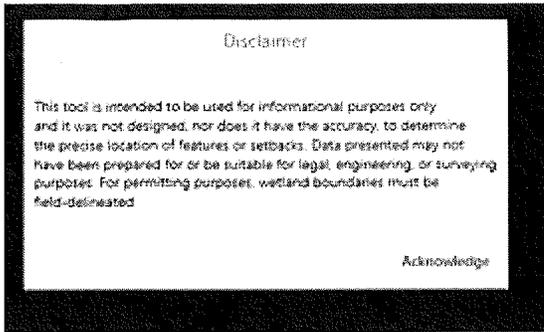 Disclaimer
This tool is intended to be used for informational purposes only
and it was not designed, nor does it have the accuracy, to determine
the precise location of features or setbacks. Data presented may not
have been prepared for or be suitable for legal, engineering, or surveying
purposes. For permitting purposes, wetland boundaries must be
field-delineated.
Acknowledge